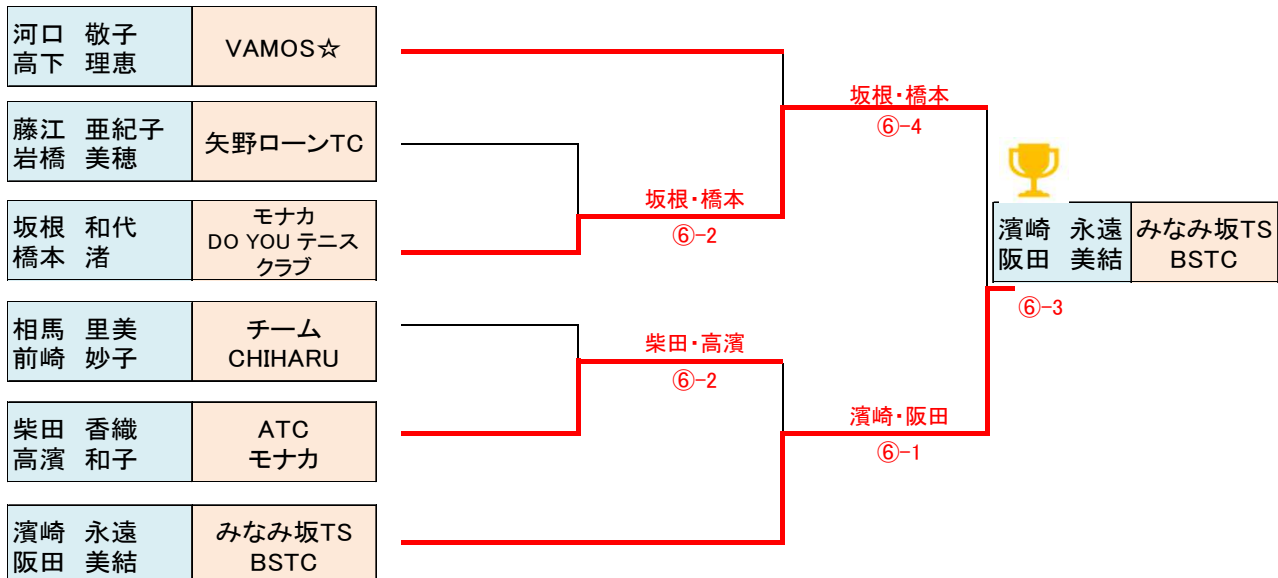 河口　敬子
高下　理恵
VAMOS☆
藤江　亜紀子
岩橋　美穂
矢野ローンTC
坂根　和代
橋本　渚
モナカ
DO YOU テニス
クラブ
相馬　里美
前崎　妙子
チーム
CHIHARU
柴田　香織
高濱　和子
ATC
モナカ
濱崎　永遠
阪田　美結
みなみ坂TS
BSTC
坂根・橋本
⑥-2
柴田・高濱
⑥-2
坂根・橋本
⑥-4
濱崎・阪田
⑥-1
濱崎　永遠
阪田　美結
みなみ坂TS
BSTC
⑥-3